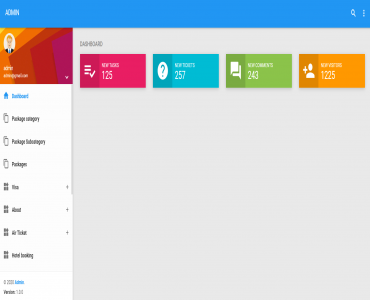 ADMIN
admin
admin@gmail.com
Dashboard
Package category
Package Subcategory
Packages
Visa +
About +
Air Ticket +
Hotel booking
© 2020 Admin.
Version: 1.0.0
DASHBOARD
NEW TASKS
125
NEW TICKETS
257
NEW COMMENTS
243
NEW VISITORS
1225